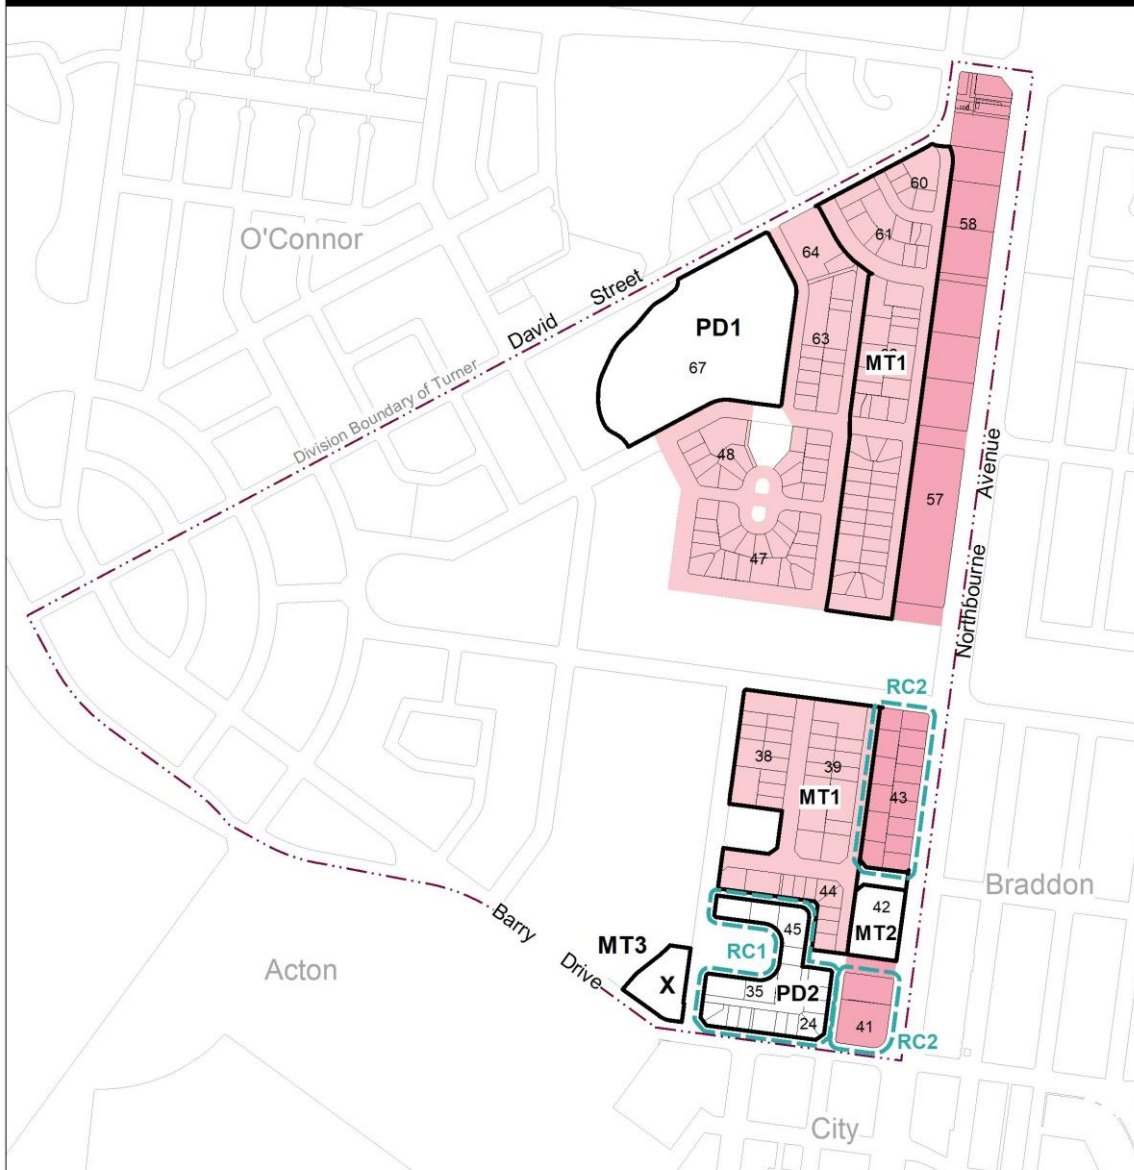 60
58
O'Connor
61
64
David Street
PD1
63
67
MT1
Division Boundary of Turner
48
Northbourne Avenue
57
47
RC2
38
39
MT1
43
44
Braddon
42
45
MT2
Barry Drive
MT3
RC1
Acton
X
35
PD2
24
41
RC2
City